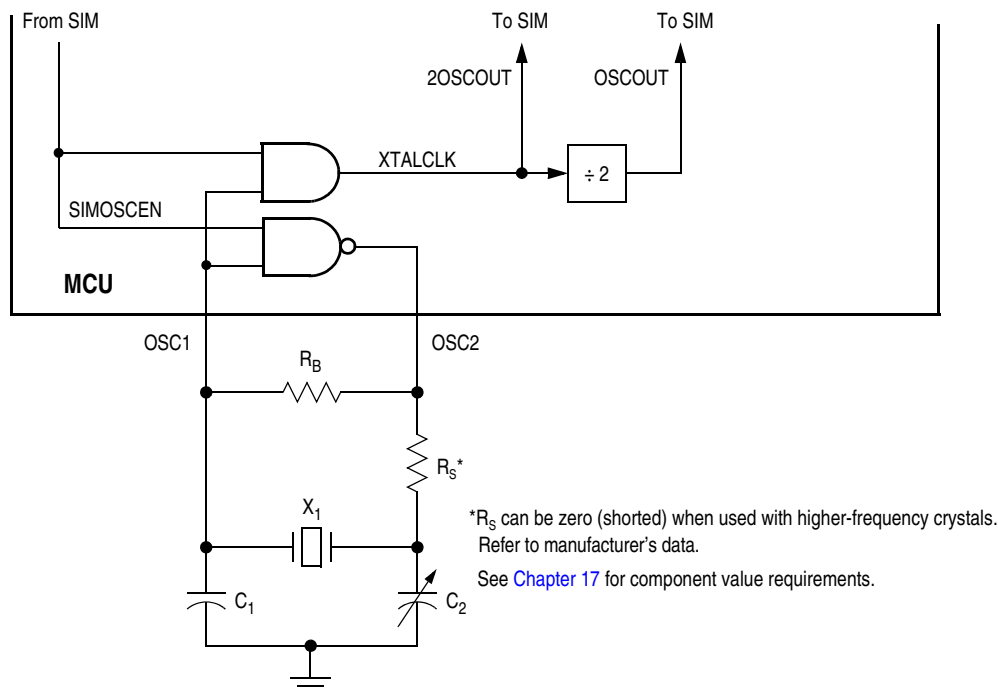 From SIM
To SIM
To SIM
2OSCOUT
OSCOUT
XTALCLK
÷ 2
SIMOSCEN
MCU
OSC1
OSC2
RB
RS*
X1
*RS can be zero (shorted) when used with higher-frequency crystals.
Refer to manufacturer's data.
See Chapter 17 for component value requirements.
C1
C2